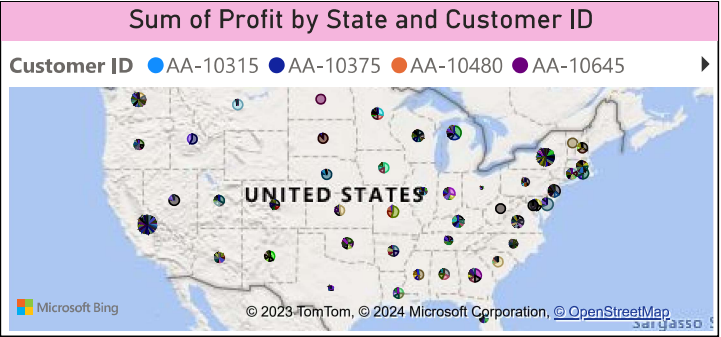 Sum of Profit by State and Customer ID
Customer ID AA-10315 AA-10375 AA-10480 AA-10645
UNITED STATES
Microsoft Bing
© 2023 TomTom, © 2024 Microsoft Corporation, © OpenStreetMap
Sargasso S